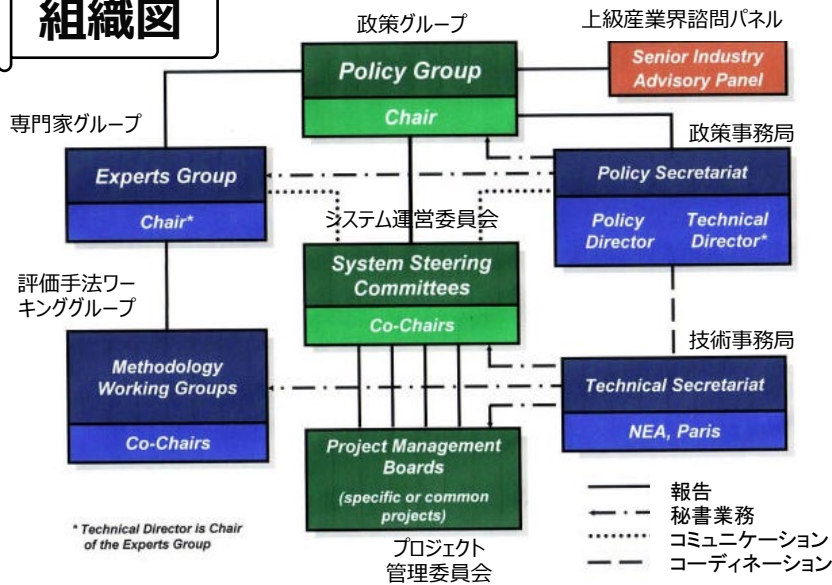 組織図
政策グループ
上級産業界諮問パネル
Policy Group
Chair
Senior Industry
Advisory Panel
専門家グループ
政策事務局
Experts Group
Chair*
Policy Secretariat
Policy
Director
Technical
Director*
システム運営委員会
System Steering
Committees
Co-Chairs
評価手法ワー
キンググループ
技術事務局
Methodology
Working Groups
Co-Chairs
Technical Secretariat
NEA, Paris
Project Management
Boards
(specific or common
projects)
プロジェクト
管理委員会
* Technical Director is Chair
of the Experts Group
報告
秘書業務
コミュニケーション
コーディネーション